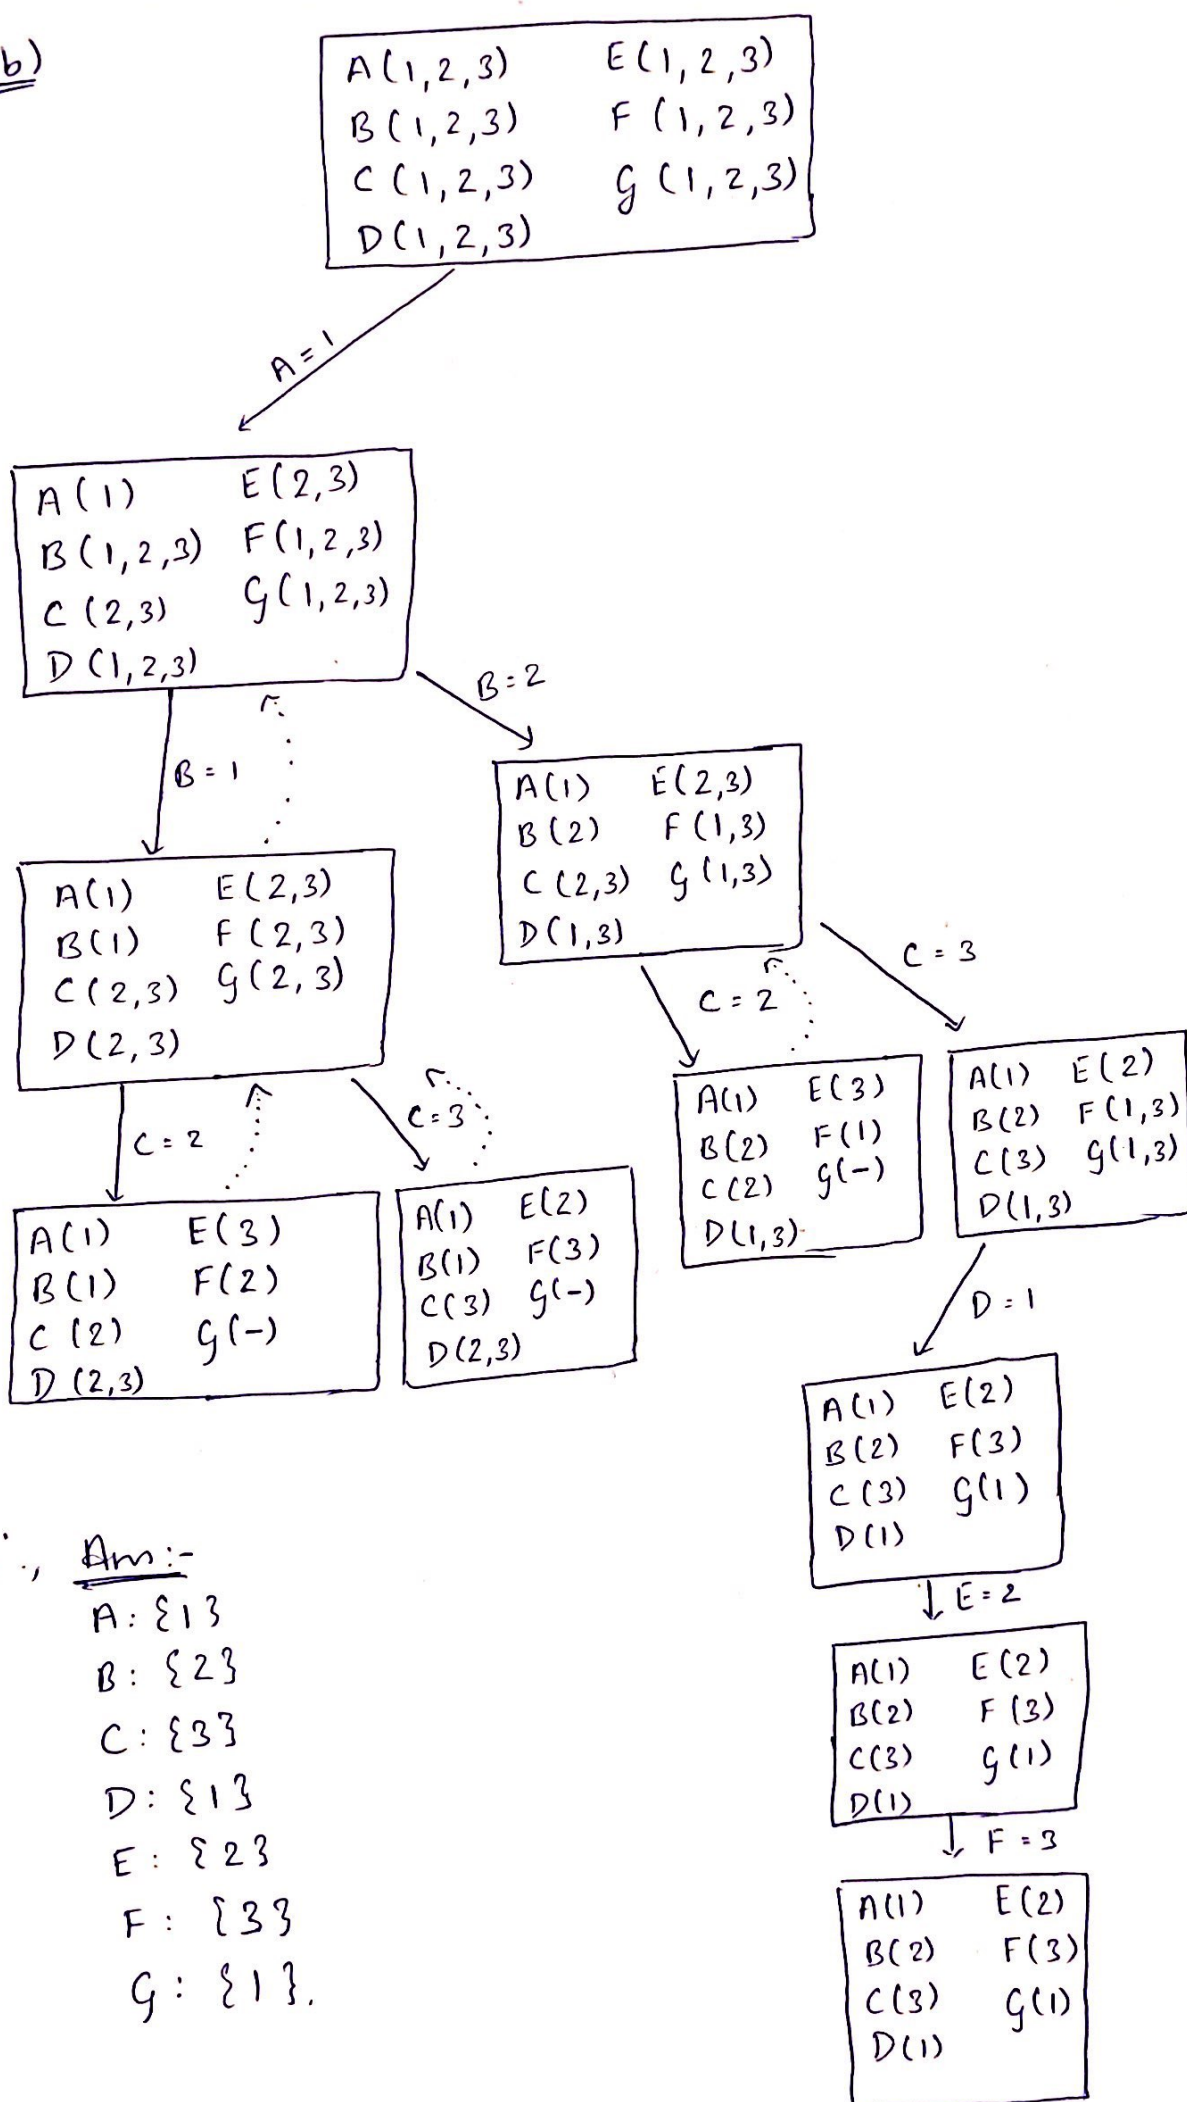 b)
A(1,2,3) E(1,2,3)
B(1,2,3) F(1,2,3)
C(1,2,3) G(1,2,3)
D(1,2,3)
A=1
A(1) E(2,3)
B(1,2,3) F(1,2,3)
C(2,3) G(1,2,3)
D(1,2,3)
B=1
B=2
A(1) E(2,3)
B(1) F(2,3)
C(2,3) G(2,3)
D(2,3)
A(1) E(2,3)
B(2) F(1,3)
C(2,3) G(1,3)
D(1,3)
C=2
C=3
C=2
C=3
A(1) E(3)
B(1) F(2)
C(2) G(-)
D(2,3)
A(1) E(2)
B(1) F(3)
C(3) G(-)
D(2,3)
A(1) E(3)
B(2) F(1)
C(2) G(-)
D(1,3)
A(1) E(2)
B(2) F(1,3)
C(3) G(1,3)
D(1,3)
D=1
A(1) E(2)
B(2) F(3)
C(3) G(1)
D(1)
E=2
A(1) E(2)
B(2) F(3)
C(3) G(1)
D(1)
F=3
A(1) E(2)
B(2) F(3)
C(3) G(1)
D(1)
Ans:-
A: {1}
B: {2}
C: {3}
D: {1}
E: {2}
F: {3}
G: {1}.